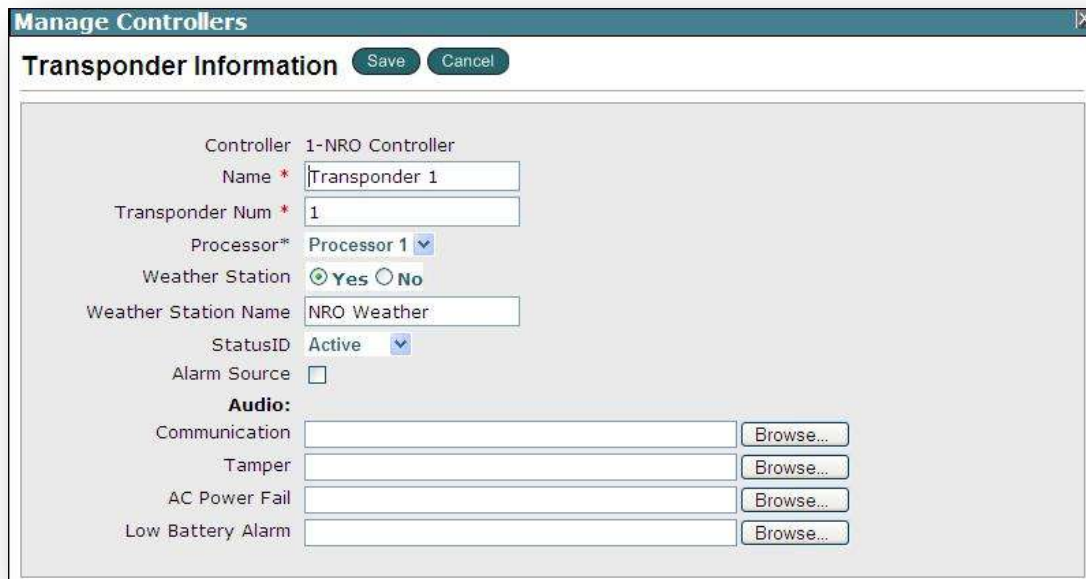 Manage Controllers
Transponder Information Save Cancel
Controller 1-NRO Controller
Name * Transponder 1
Transponder Num * 1
Processor* Processor 1
Weather Station Yes No
Weather Station Name NRO Weather
StatusID Active
Alarm Source
Audio:
Communication Browse...
Tamper Browse...
AC Power Fail Browse...
Low Battery Alarm Browse...